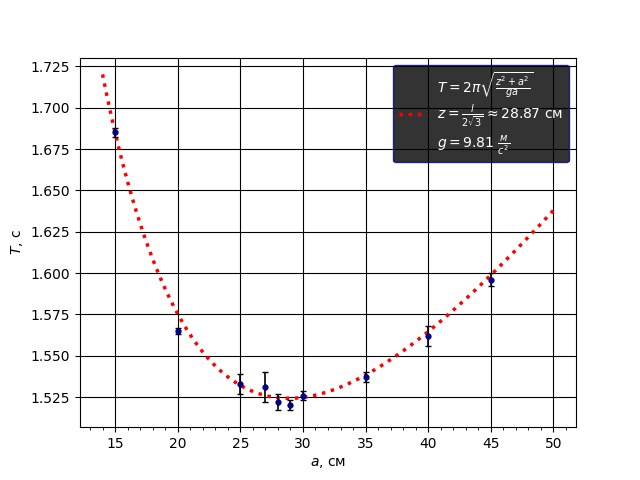 T = 2π√((z² + a²)/(ga))
z = l/(2√3) ≈ 28.87 см
g = 9.81 м/с²
1.725
1.700
1.675
1.650
1.625
1.600
1.575
1.550
1.525
T, с
15 20 25 30 35 40 45 50
a, см